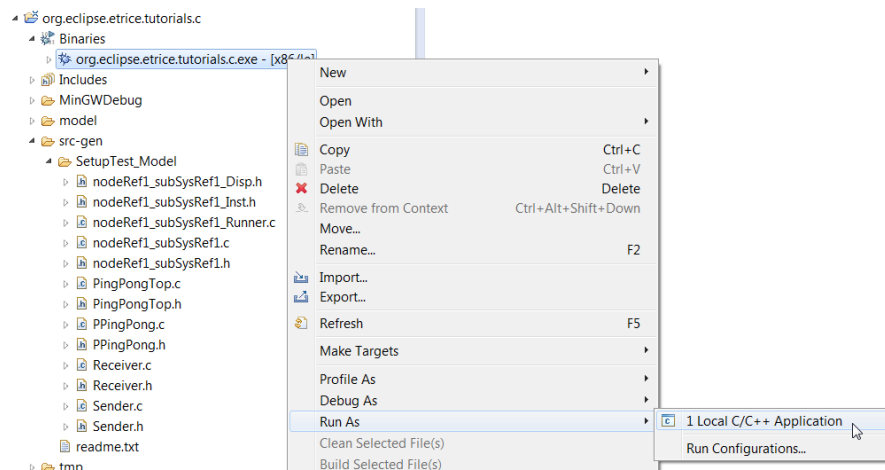 org.eclipse.etrice.tutorials.c
Binaries
org.eclipse.etrice.tutorials.c.exe - [x86/le]
Includes
MinGWDebug
model
src-gen
SetupTest_Model
nodeRef1_subSysRef1_Disp.h
nodeRef1_subSysRef1_Inst.h
nodeRef1_subSysRef1_Runner.c
nodeRef1_subSysRef1.c
nodeRef1_subSysRef1.h
PingPongTop.c
PingPongTop.h
PPingPong.c
PPingPong.h
Receiver.c
Receiver.h
Sender.c
Sender.h
readme.txt
tmp
New
Open
Open With
Copy Ctrl+C
Paste Ctrl+V
Delete Delete
Remove from Context Ctrl+Alt+Shift+Down
Move...
Rename... F2
Import...
Export...
Refresh F5
Make Targets
Profile As
Debug As
Run As
Clean Selected File(s)
Build Selected File(s)
1 Local C/C++ Application
Run Configurations...